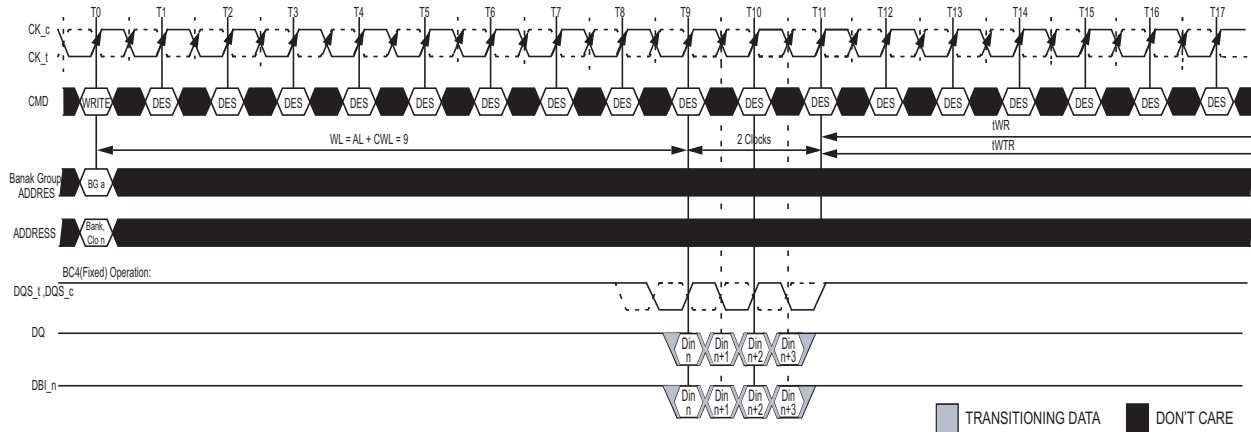 T0 T1 T2 T3 T4 T5 T6 T7 T8 T9 T10 T11 T12 T13 T14 T15 T16 T17
CK_c
CK_t
CMD WRITE DES DES DES DES DES DES DES DES DES DES DES DES DES DES DES DES DES
tWR
WL = AL + CWL = 9 2 Clocks
tWTR
Banak Group
ADDRES
BG a
ADDRESS
Bank,
Clo n
BC4(Fixed) Operation:
DQS_t ,DQS_c
DQ
Din Din Din Din
n n+1 n+2 n+3
DBI_n
Din Din Din Din
n n+1 n+2 n+3
TRANSITIONING DATA DON'T CARE